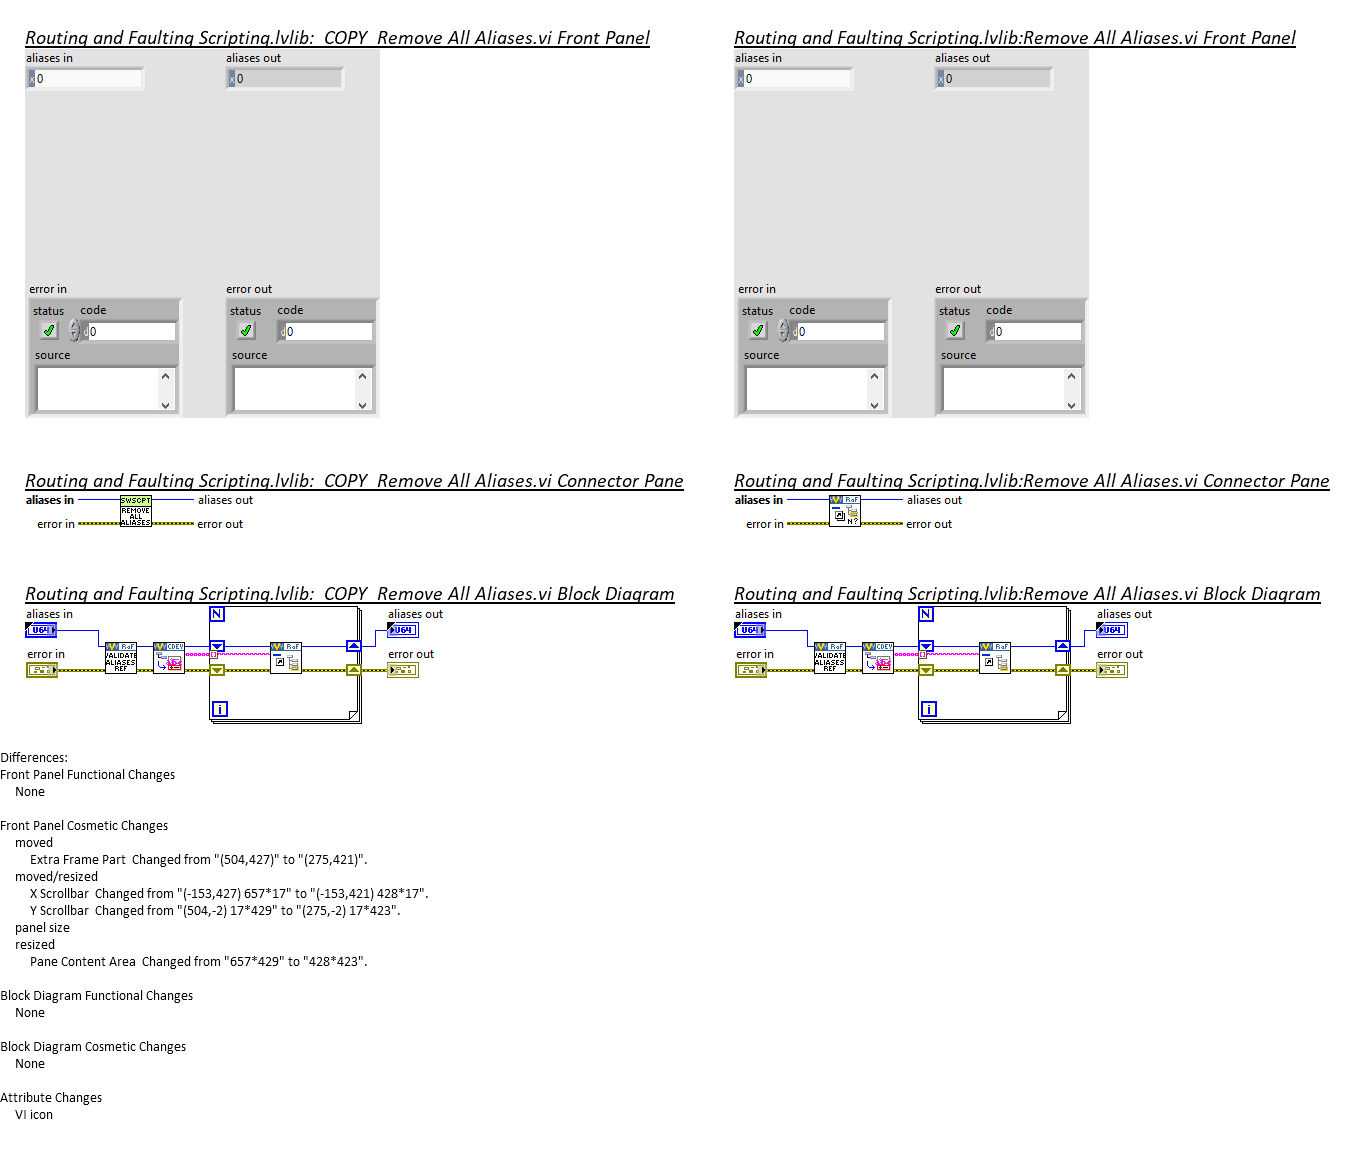 Routing and Faulting Scripting.lvlib:  COPY  Remove All Aliases.vi Front Panel
aliases in
aliases out
x 0
x 0
error in
error out
status
code
status
code
d 0
d 0
source
source
Routing and Faulting Scripting.lvlib:Remove All Aliases.vi Front Panel
aliases in
aliases out
x 0
x 0
error in
error out
status
code
status
code
d 0
d 0
source
source
Routing and Faulting Scripting.lvlib:  COPY  Remove All Aliases.vi Connector Pane
aliases in
SWSCPT
REMOVE
ALL
ALIASES
aliases out
error in
error out
Routing and Faulting Scripting.lvlib:Remove All Aliases.vi Connector Pane
aliases in
RoF
N?
aliases out
error in
error out
Routing and Faulting Scripting.lvlib:  COPY  Remove All Aliases.vi Block Diagram
aliases in
U64
error in
RoF
VALIDATE
ALIASES
REF
CDEV
N
RoF
i
aliases out
U64
error out
Routing and Faulting Scripting.lvlib:Remove All Aliases.vi Block Diagram
aliases in
U64
error in
RoF
VALIDATE
ALIASES
REF
CDEV
N
RoF
i
aliases out
U64
error out
Differences:
Front Panel Functional Changes
None
Front Panel Cosmetic Changes
moved
Extra Frame Part  Changed from "(504,427)" to "(275,421)".
moved/resized
X Scrollbar  Changed from "(-153,427) 657*17" to "(-153,421) 428*17".
Y Scrollbar  Changed from "(504,-2) 17*429" to "(275,-2) 17*423".
panel size
resized
Pane Content Area  Changed from "657*429" to "428*423".
Block Diagram Functional Changes
None
Block Diagram Cosmetic Changes
None
Attribute Changes
VI icon